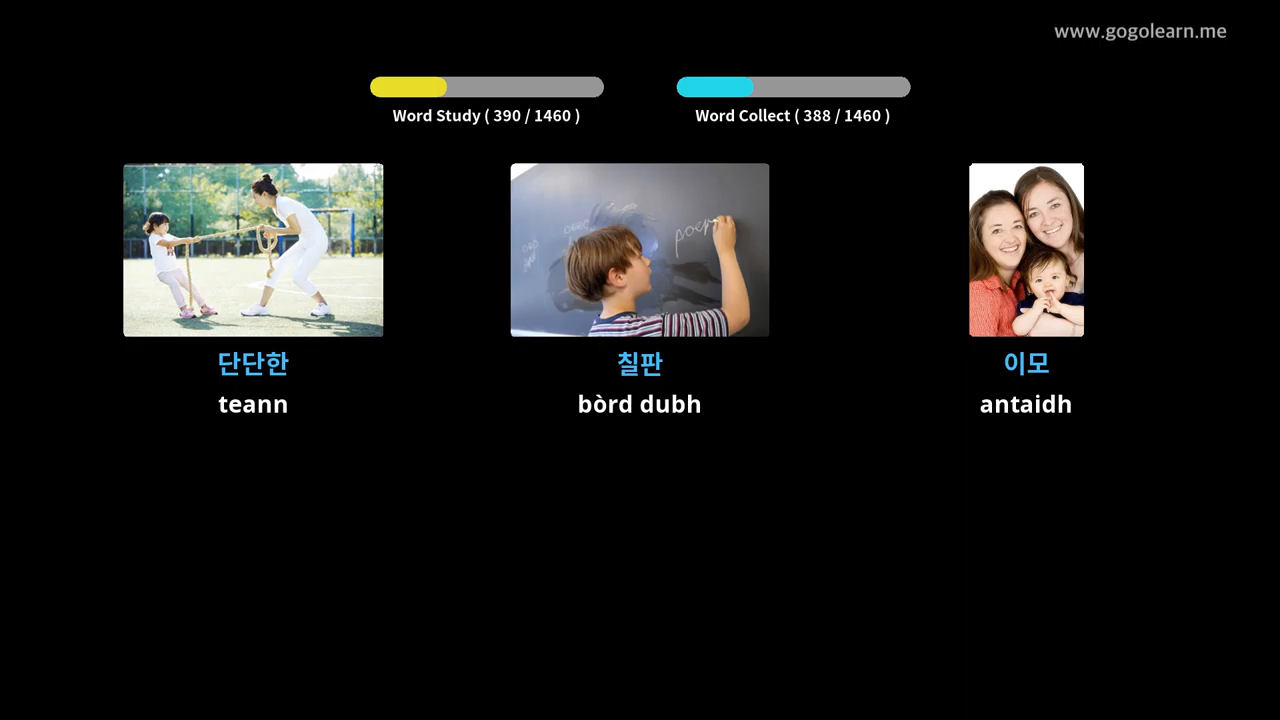 www.gogolearn.me
Word Study ( 390 / 1460 )
Word Collect ( 388 / 1460 )
poer
단단한
칠판
이모
teann
bòrd dubh
antaidh